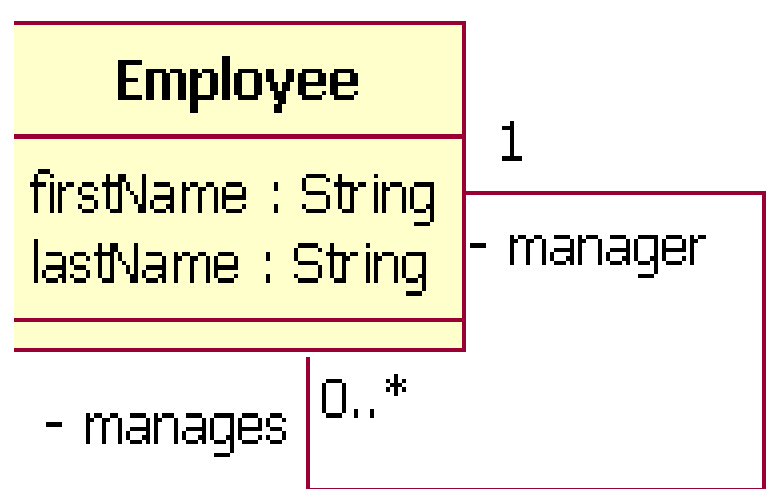 Employee
1
firstName : String
lastName : String
- manager
0..*
- manages